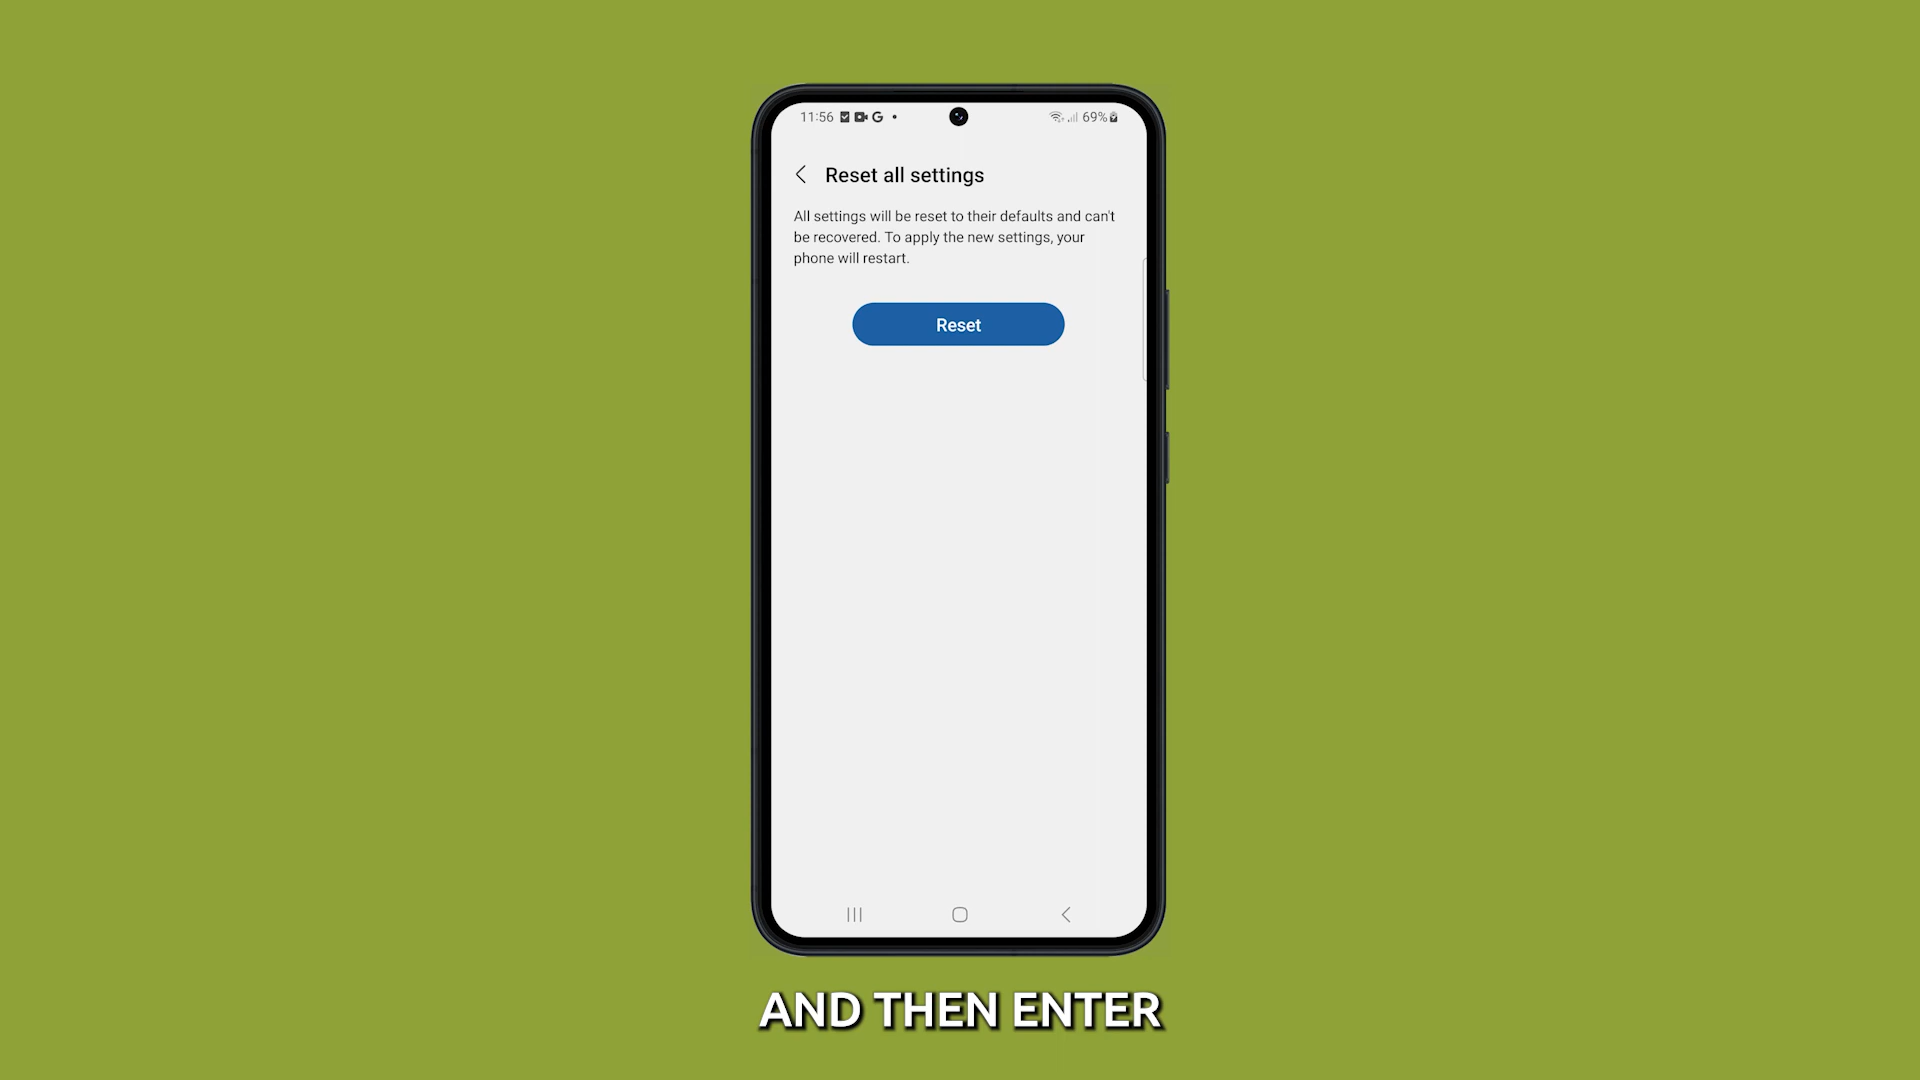 11:56 G 69%
Reset all settings
All settings will be reset to their defaults and can't
be recovered. To apply the new settings, your
phone will restart.
Reset
AND THEN ENTER